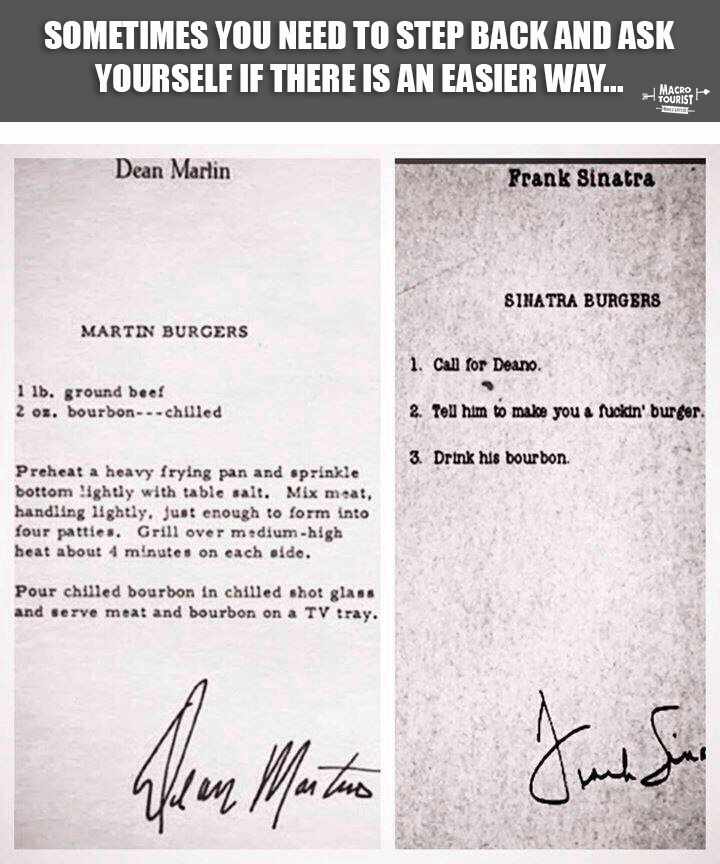 SOMETIMES YOU NEED TO STEP BACK AND ASK
YOURSELF IF THERE IS AN EASIER WAY...
MACRO
TOURIST
Dean Martin
MARTIN BURGERS
1 lb. ground beef
2 oz. bourbon---chilled
Preheat a heavy frying pan and sprinkle
bottom lightly with table salt. Mix meat,
handling lightly, just enough to form into
four patties. Grill over medium-high
heat about 4 minutes on each side.
Pour chilled bourbon in chilled shot glass
and serve meat and bourbon on a TV tray.
Dean Martin
Frank Sinatra
SINATRA BURGERS
1. Call for Deano.
2. Tell him to make you a fuckin' burger.
3. Drink his bourbon.
Frank Sina